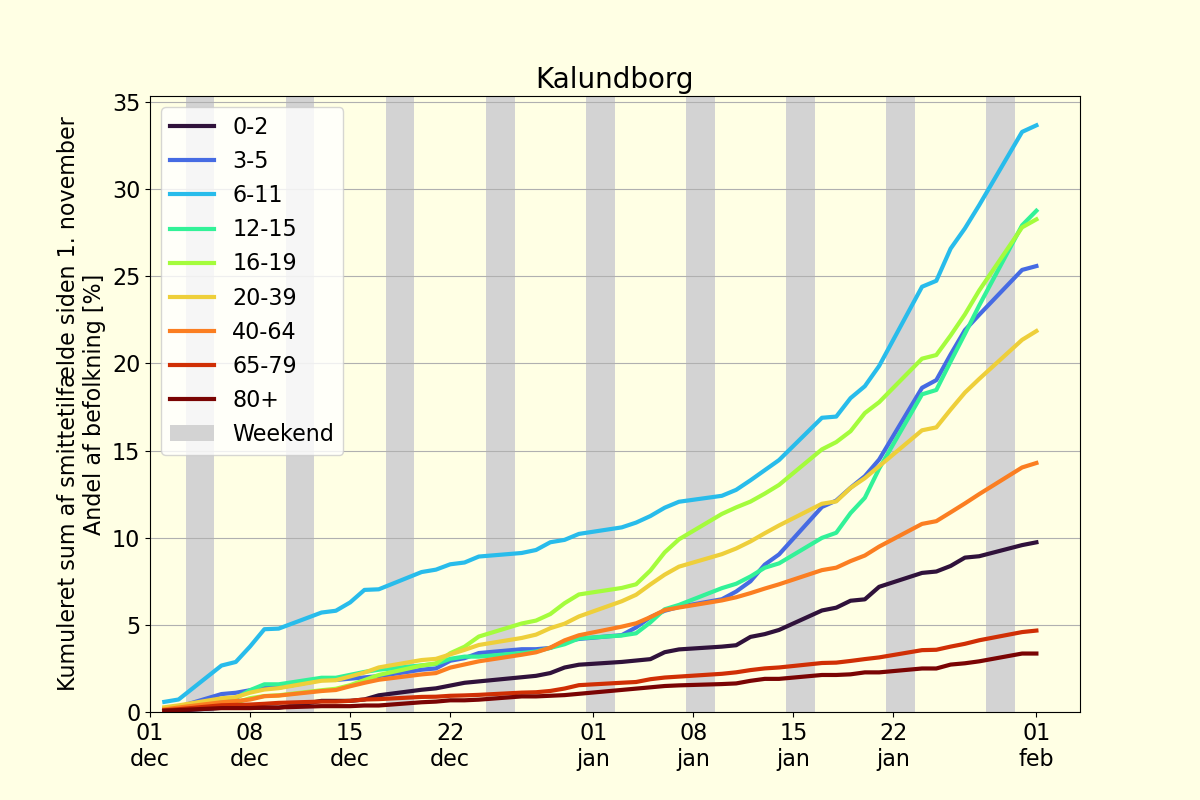 Kalundborg
Kumuleret sum af smittetilfælde siden 1. november
Andel af befolkning [%]
35
30
25
20
15
10
5
0
0-2
3-5
6-11
12-15
16-19
20-39
40-64
65-79
80+
Weekend
01 08 15 22 01 08 15 22 01
dec dec dec dec jan jan jan jan feb